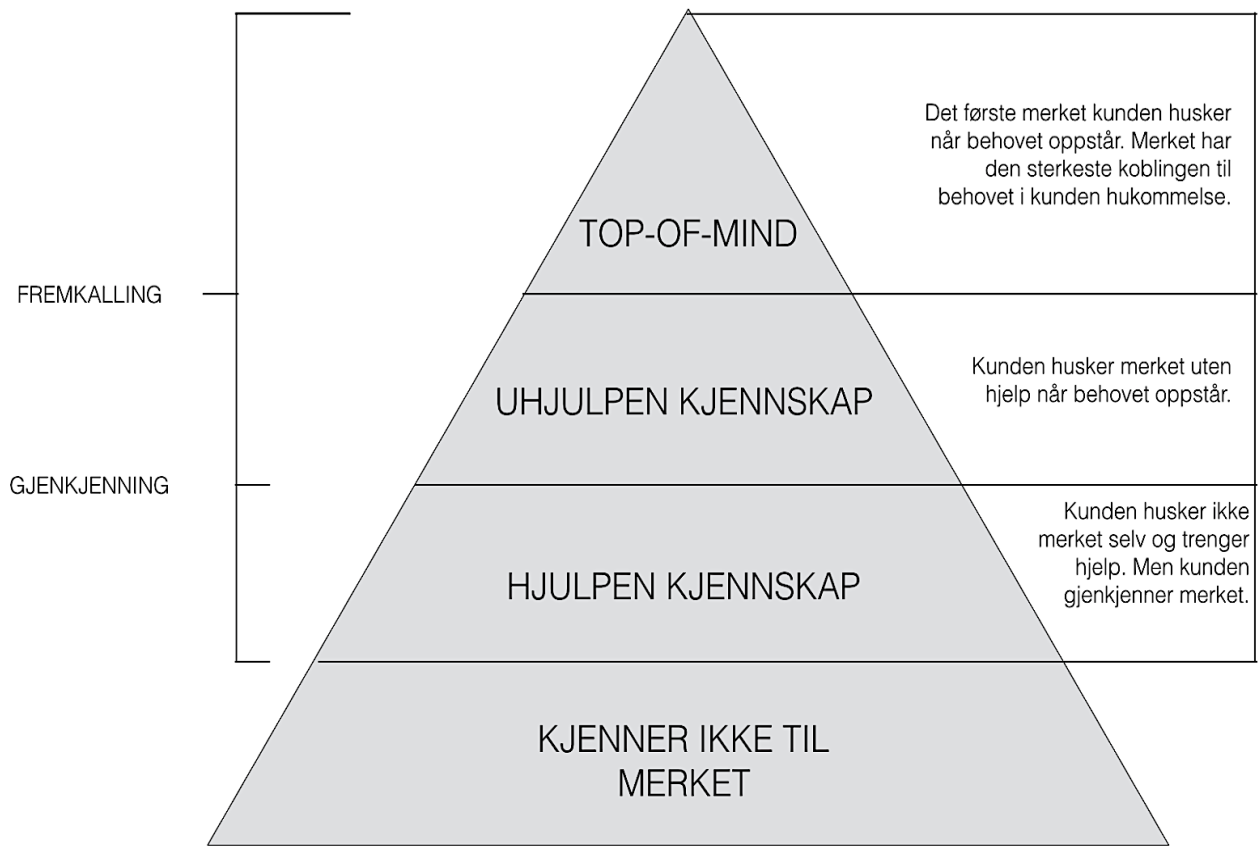 Det første merket kunden husker
når behovet oppstår. Merket har
den sterkeste koblingen til
behovet i kunden hukommelse.
TOP-OF-MIND
FREMKALLING
Kunden husker merket uten
hjelp når behovet oppstår.
UHJULPEN KJENNSKAP
GJENKJENNING
Kunden husker ikke
merket selv og trenger
hjelp. Men kunden
gjenkjenner merket.
HJULPEN KJENNSKAP
KJENNER IKKE TIL
MERKET